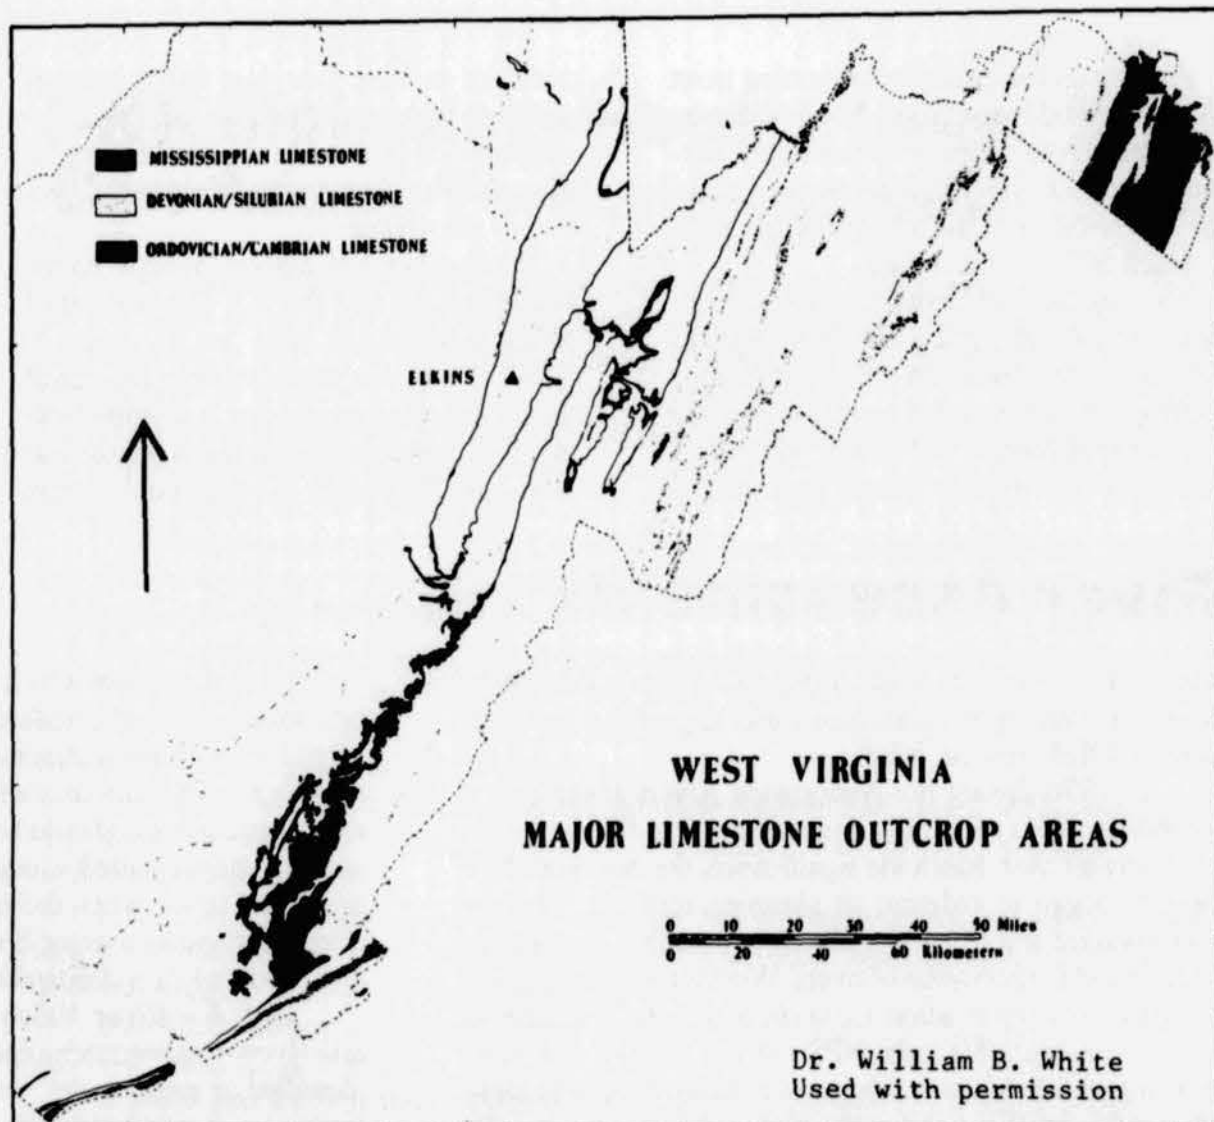 MISSISSIPPIAN LIMESTONE
DEVONIAN/SILURIAN LIMESTONE
ORDOVICIAN/CAMBRIAN LIMESTONE
ELKINS
WEST VIRGINIA
MAJOR LIMESTONE OUTCROP AREAS
0 10 20 30 40 50 Miles
0 20 40 60 Kilometers
Dr. William B. White
Used with permission